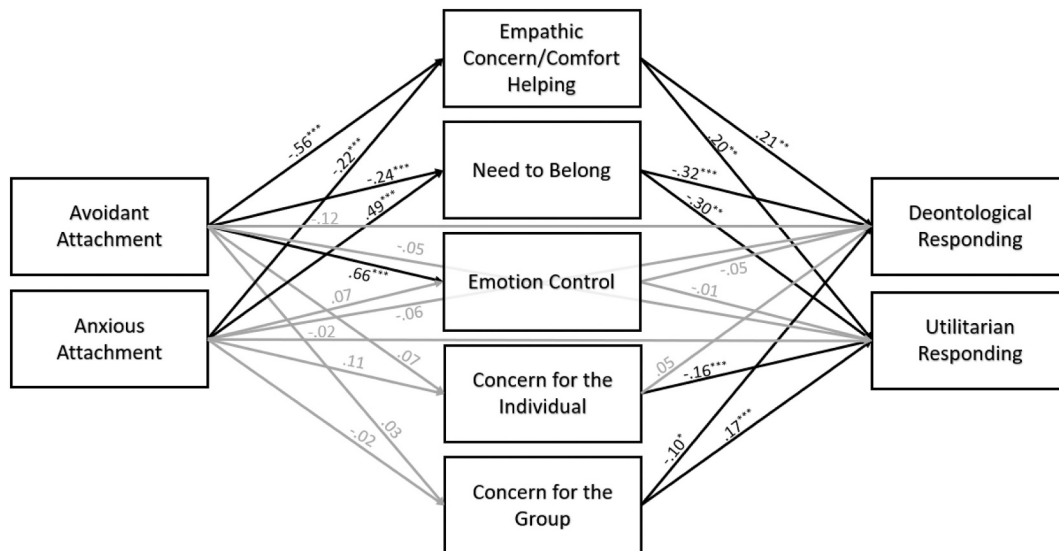 Empathic
Concern/Comfort
Helping
Need to Belong
Emotion Control
Concern for the
Individual
Concern for the
Group
Avoidant
Attachment
Anxious
Attachment
Deontological
Responding
Utilitarian
Responding
-.56***
-.22***
-.24***
.49***
-.12
-.05
.66***
.07
-.06
-.02
.07
.11
.03
-.02
.21**
.20**
-.32***
-.30**
-.05
-.01
.05
-.16***
-.10*
.17***